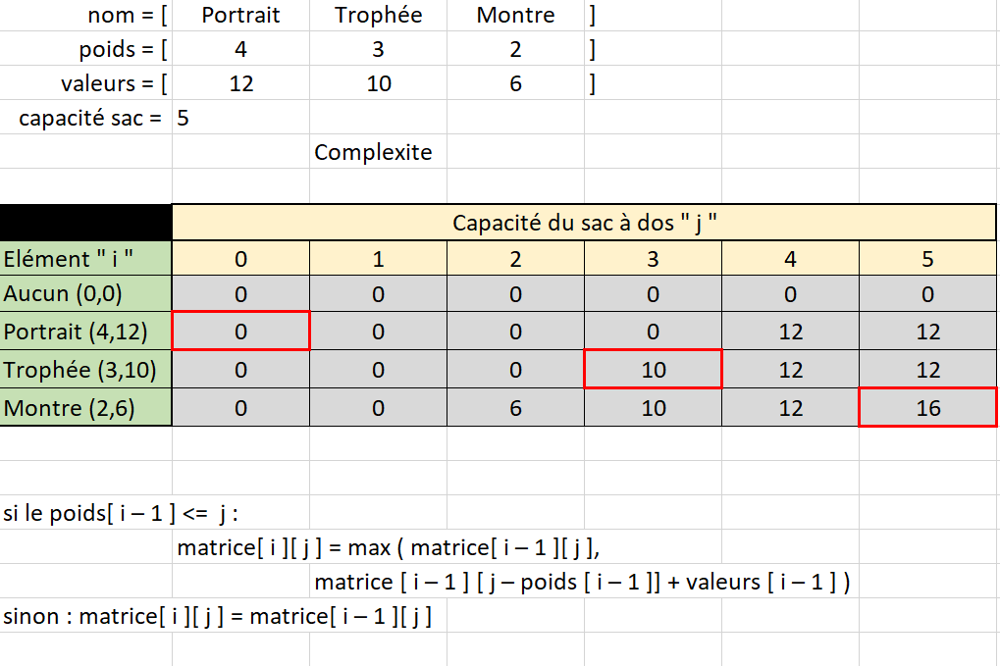 nom = [ Portrait Trophée Montre ]
poids = [ 4 3 2 ]
valeurs = [ 12 10 6 ]
capacité sac = 5
Complexite
Capacité du sac à dos " j "
Elément " i " 0 1 2 3 4 5
Aucun (0,0) 0 0 0 0 0 0
Portrait (4,12) 0 0 0 0 12 12
Trophée (3,10) 0 0 0 10 12 12
Montre (2,6) 0 0 6 10 12 16
si le poids[ i – 1 ] <= j :
matrice[ i ][ j ] = max ( matrice[ i – 1 ][ j ],
matrice [ i – 1 ] [ j – poids [ i – 1 ]] + valeurs [ i – 1 ] )
sinon : matrice[ i ][ j ] = matrice[ i – 1 ][ j ]